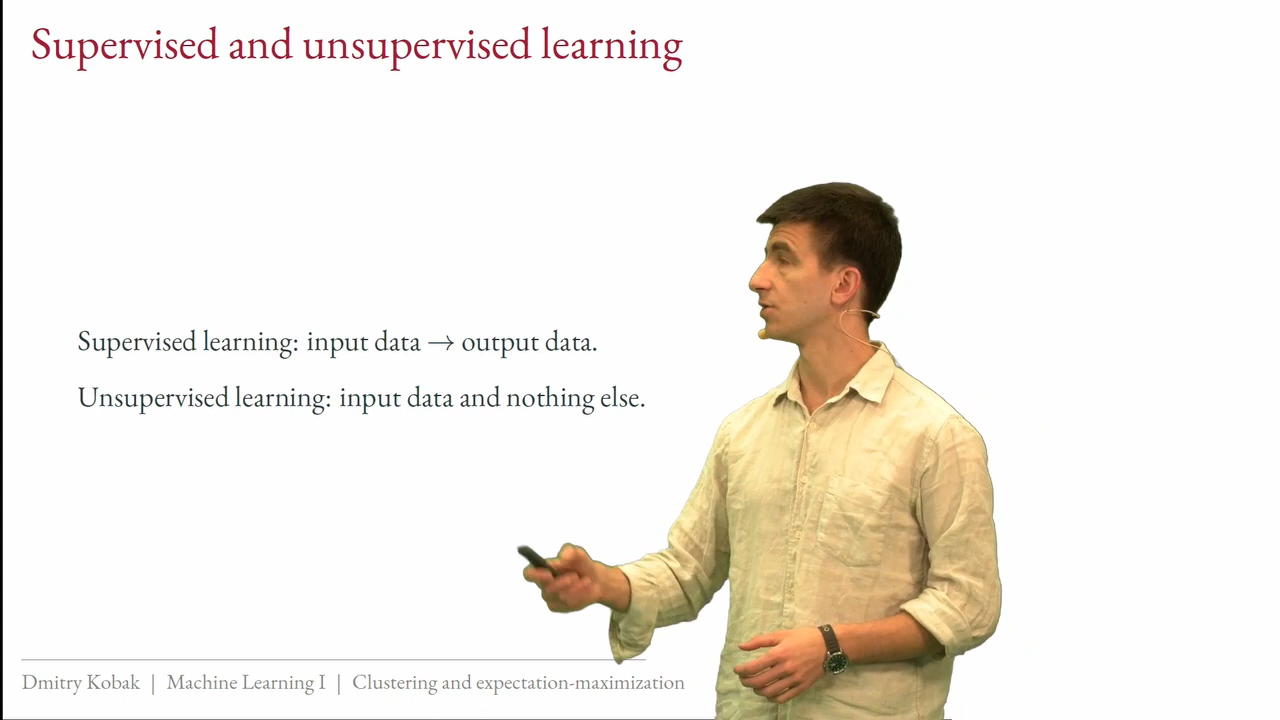 Supervised and unsupervised learning
Supervised learning: input data → output data.
Unsupervised learning: input data and nothing else.
Dmitry Kobak | Machine Learning I | Clustering and expectation-maximization